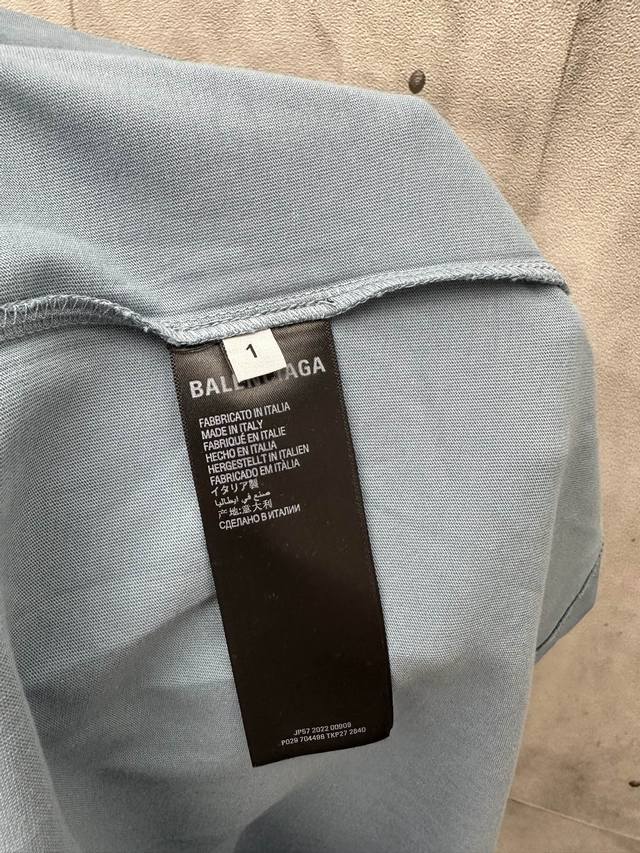 1
BALENCIAGA
FABBRICATO IN ITALIA
MADE IN ITALY
FABRIQUÉ EN ITALIE
HECHO EN ITALIA
HERGESTELLT IN ITALIEN
FABRICADO EM ITÁLIA
イタリア製
صنع في ايطاليا
产地:意大利
СДЕЛАНО В ИТАЛИИ
JP57 2022 00909
P029 704498 TKP27 2640